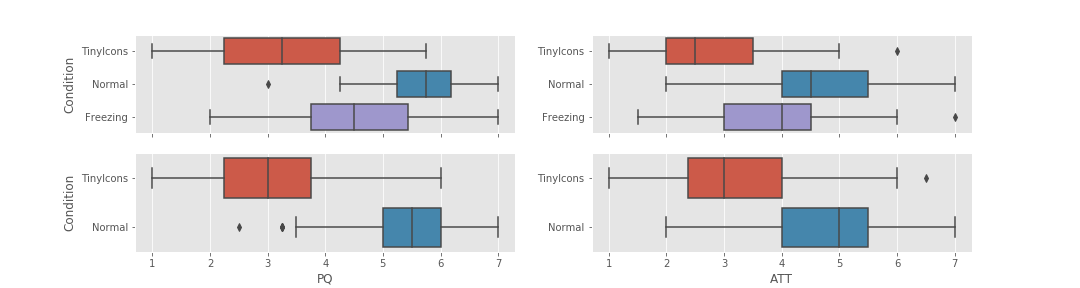 Condition
TinyIcons
Normal
Freezing
TinyIcons
Normal
Freezing
Condition
TinyIcons
Normal
1 2 3 4 5 6 7
PQ
TinyIcons
Normal
1 2 3 4 5 6 7
ATT